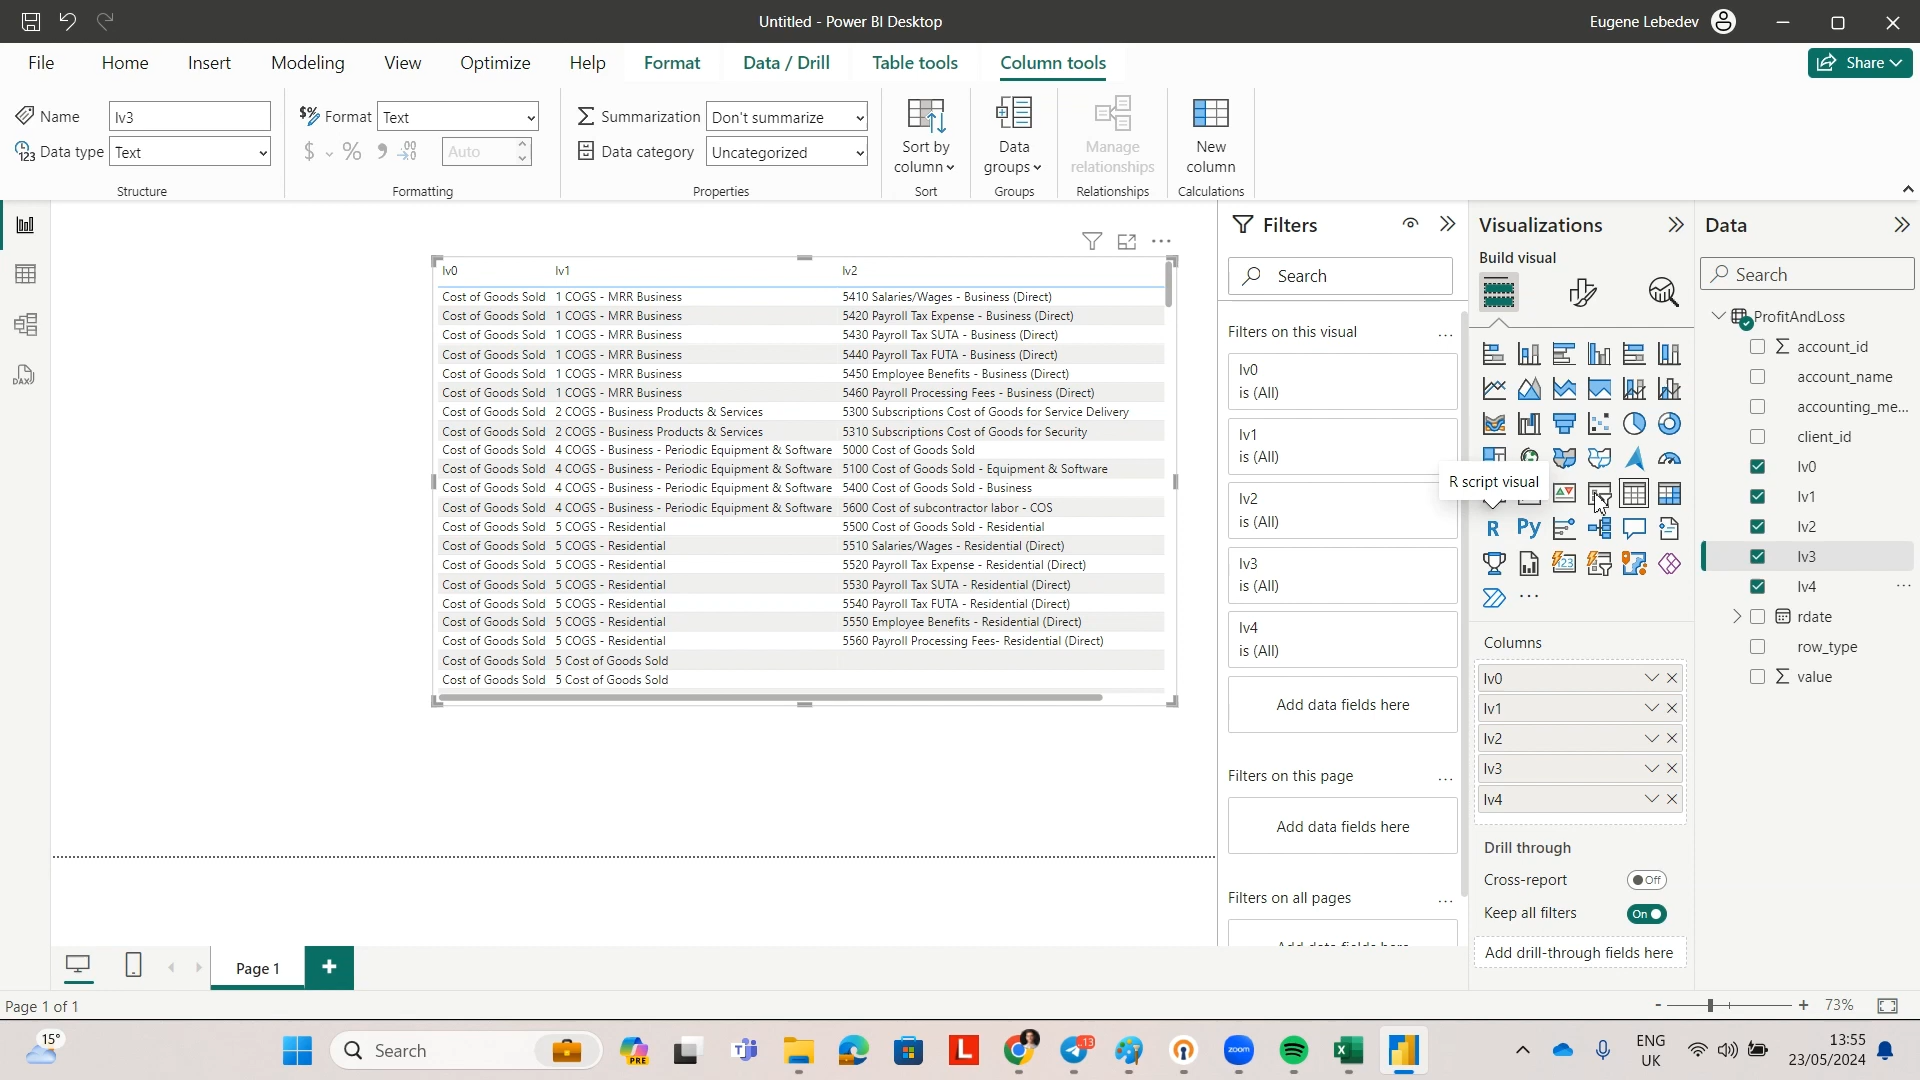 Untitled - Power BI Desktop
Eugene Lebedev
File Home Insert Modeling View Optimize Help Format Data / Drill Table tools Column tools
Share
Name lv3
Data type Text
Structure
Format Text
$ % 9 .00 Auto
Formatting
Summarization Don't summarize
Data category Uncategorized
Properties
Sort by
column
Sort
Data
groups
Groups
Manage
relationships
Relationships
New
column
Calculations
lv0 lv1 lv2
Cost of Goods Sold 1 COGS - MRR Business 5410 Salaries/Wages - Business (Direct)
Cost of Goods Sold 1 COGS - MRR Business 5420 Payroll Tax Expense - Business (Direct)
Cost of Goods Sold 1 COGS - MRR Business 5430 Payroll Tax SUTA - Business (Direct)
Cost of Goods Sold 1 COGS - MRR Business 5440 Payroll Tax FUTA - Business (Direct)
Cost of Goods Sold 1 COGS - MRR Business 5450 Employee Benefits - Business (Direct)
Cost of Goods Sold 1 COGS - MRR Business 5460 Payroll Processing Fees - Business (Direct)
Cost of Goods Sold 2 COGS - Business Products & Services 5300 Subscriptions Cost of Goods for Service Delivery
Cost of Goods Sold 2 COGS - Business Products & Services 5310 Subscriptions Cost of Goods for Security
Cost of Goods Sold 4 COGS - Business - Periodic Equipment & Software 5000 Cost of Goods Sold
Cost of Goods Sold 4 COGS - Business - Periodic Equipment & Software 5100 Cost of Goods Sold - Equipment & Software
Cost of Goods Sold 4 COGS - Business - Periodic Equipment & Software 5400 Cost of Goods Sold - Business
Cost of Goods Sold 4 COGS - Business - Periodic Equipment & Software 5600 Cost of subcontractor labor - COS
Cost of Goods Sold 5 COGS - Residential 5500 Cost of Goods Sold - Residential
Cost of Goods Sold 5 COGS - Residential 5510 Salaries/Wages - Residential (Direct)
Cost of Goods Sold 5 COGS - Residential 5520 Payroll Tax Expense - Residential (Direct)
Cost of Goods Sold 5 COGS - Residential 5530 Payroll Tax SUTA - Residential (Direct)
Cost of Goods Sold 5 COGS - Residential 5540 Payroll Tax FUTA - Residential (Direct)
Cost of Goods Sold 5 COGS - Residential 5550 Employee Benefits - Residential (Direct)
Cost of Goods Sold 5 COGS - Residential 5560 Payroll Processing Fees- Residential (Direct)
Cost of Goods Sold 5 Cost of Goods Sold
Cost of Goods Sold 5 Cost of Goods Sold
Filters
Search
Filters on this visual ...
lv0
is (All)
lv1
is (All)
lv2
is (All)
lv3
is (All)
lv4
is (All)
Add data fields here
Filters on this page ...
Add data fields here
Filters on all pages ...
Visualizations
Build visual
R script visual
R Py
123
...
Columns
lv0
lv1
lv2
lv3
lv4
Drill through
Cross-report Off
Keep all filters On
Add drill-through fields here
Data
Search
ProfitAndLoss
account_id
account_name
accounting_me...
client_id
lv0
lv1
lv2
lv3
lv4 ...
rdate
row_type
value
Page 1
Page 1 of 1
- + 73%
15°
Search
PRE
L
13
zoom
ENG
UK
13:55
23/05/2024